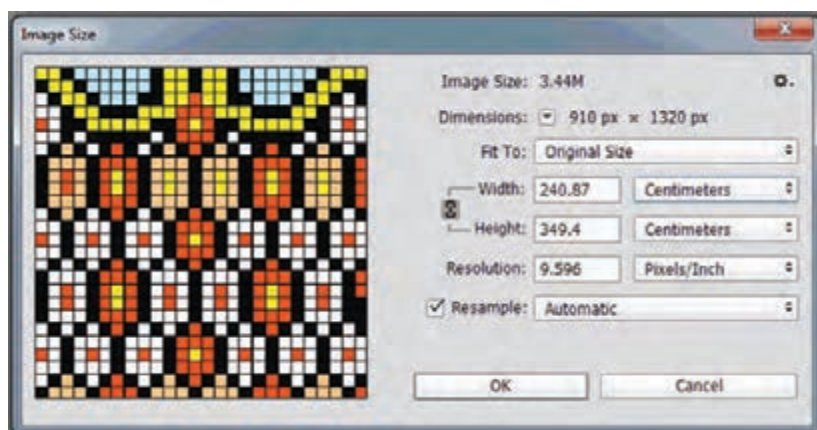 Image Size
Image Size: 3.44M
Dimensions: 910 px × 1320 px
Fit To: Original Size
Width: 240.87 Centimeters
Height: 349.4 Centimeters
Resolution: 9.596 Pixels/Inch
Resample: Automatic
OK Cancel